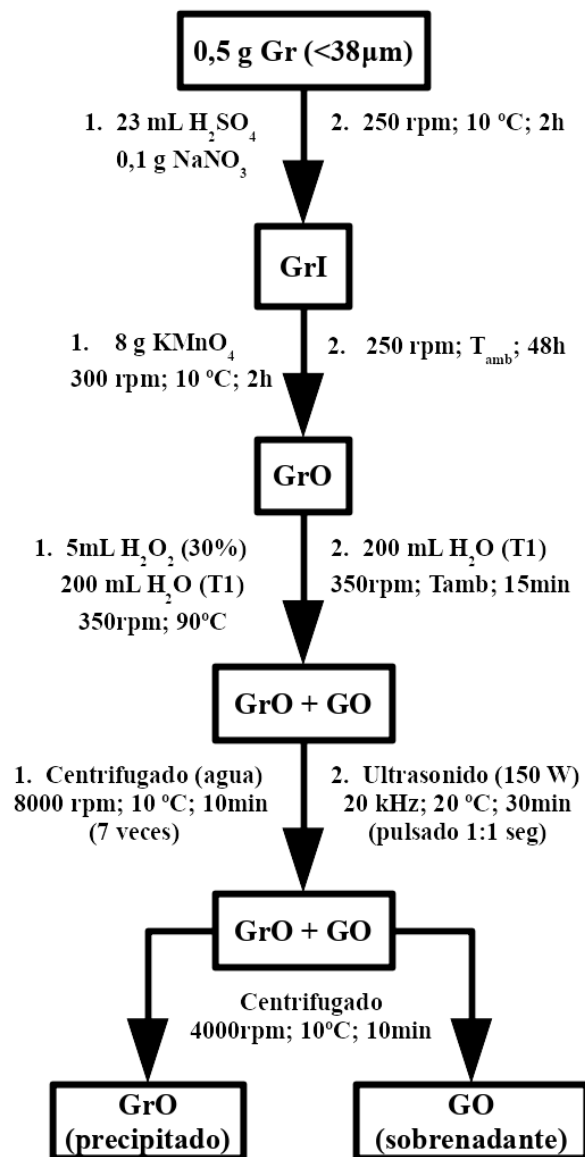 0,5 g Gr (<38μm)
1. 23 mL H₂SO₄
0,1 g NaNO₃
2. 250 rpm; 10 ºC; 2h
GrI
1. 8 g KMnO₄
300 rpm; 10 ºC; 2h
2. 250 rpm; Tₐₘb; 48h
GrO
1. 5mL H₂O₂ (30%)
200 mL H₂O (T1)
350rpm; 90ºC
2. 200 mL H₂O (T1)
350rpm; Tamb; 15min
GrO + GO
1. Centrifugado (agua)
8000 rpm; 10 ºC; 10min
(7 veces)
2. Ultrasonido (150 W)
20 kHz; 20 ºC; 30min
(pulsado 1:1 seg)
GrO + GO
Centrifugado
4000rpm; 10ºC; 10min
GrO
(precipitado)
GO
(sobrenadante)